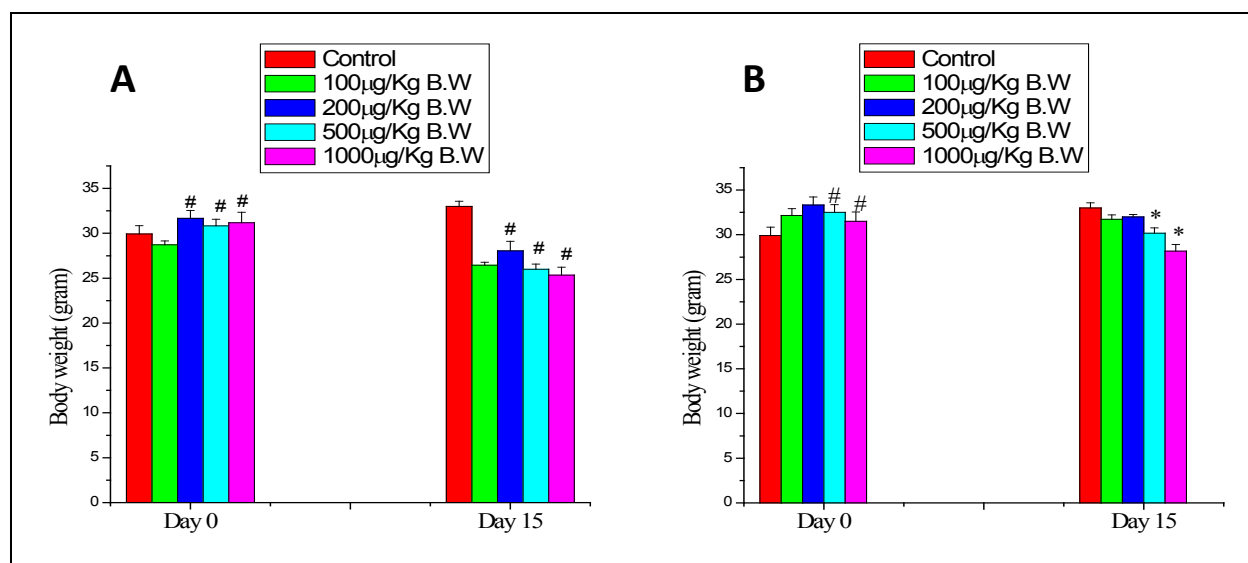 A
Control
100µg/Kg B.W
200µg/Kg B.W
500µg/Kg B.W
1000µg/Kg B.W
Body weight (gram)
35
30
25
20
15
10
5
0
# # #
# # #
Day 0 Day 15
B
Control
100µg/Kg B.W
200µg/Kg B.W
500µg/Kg B.W
1000µg/Kg B.W
Body weight (gram)
35
30
25
20
15
10
5
0
# #
* *
Day 0 Day 15